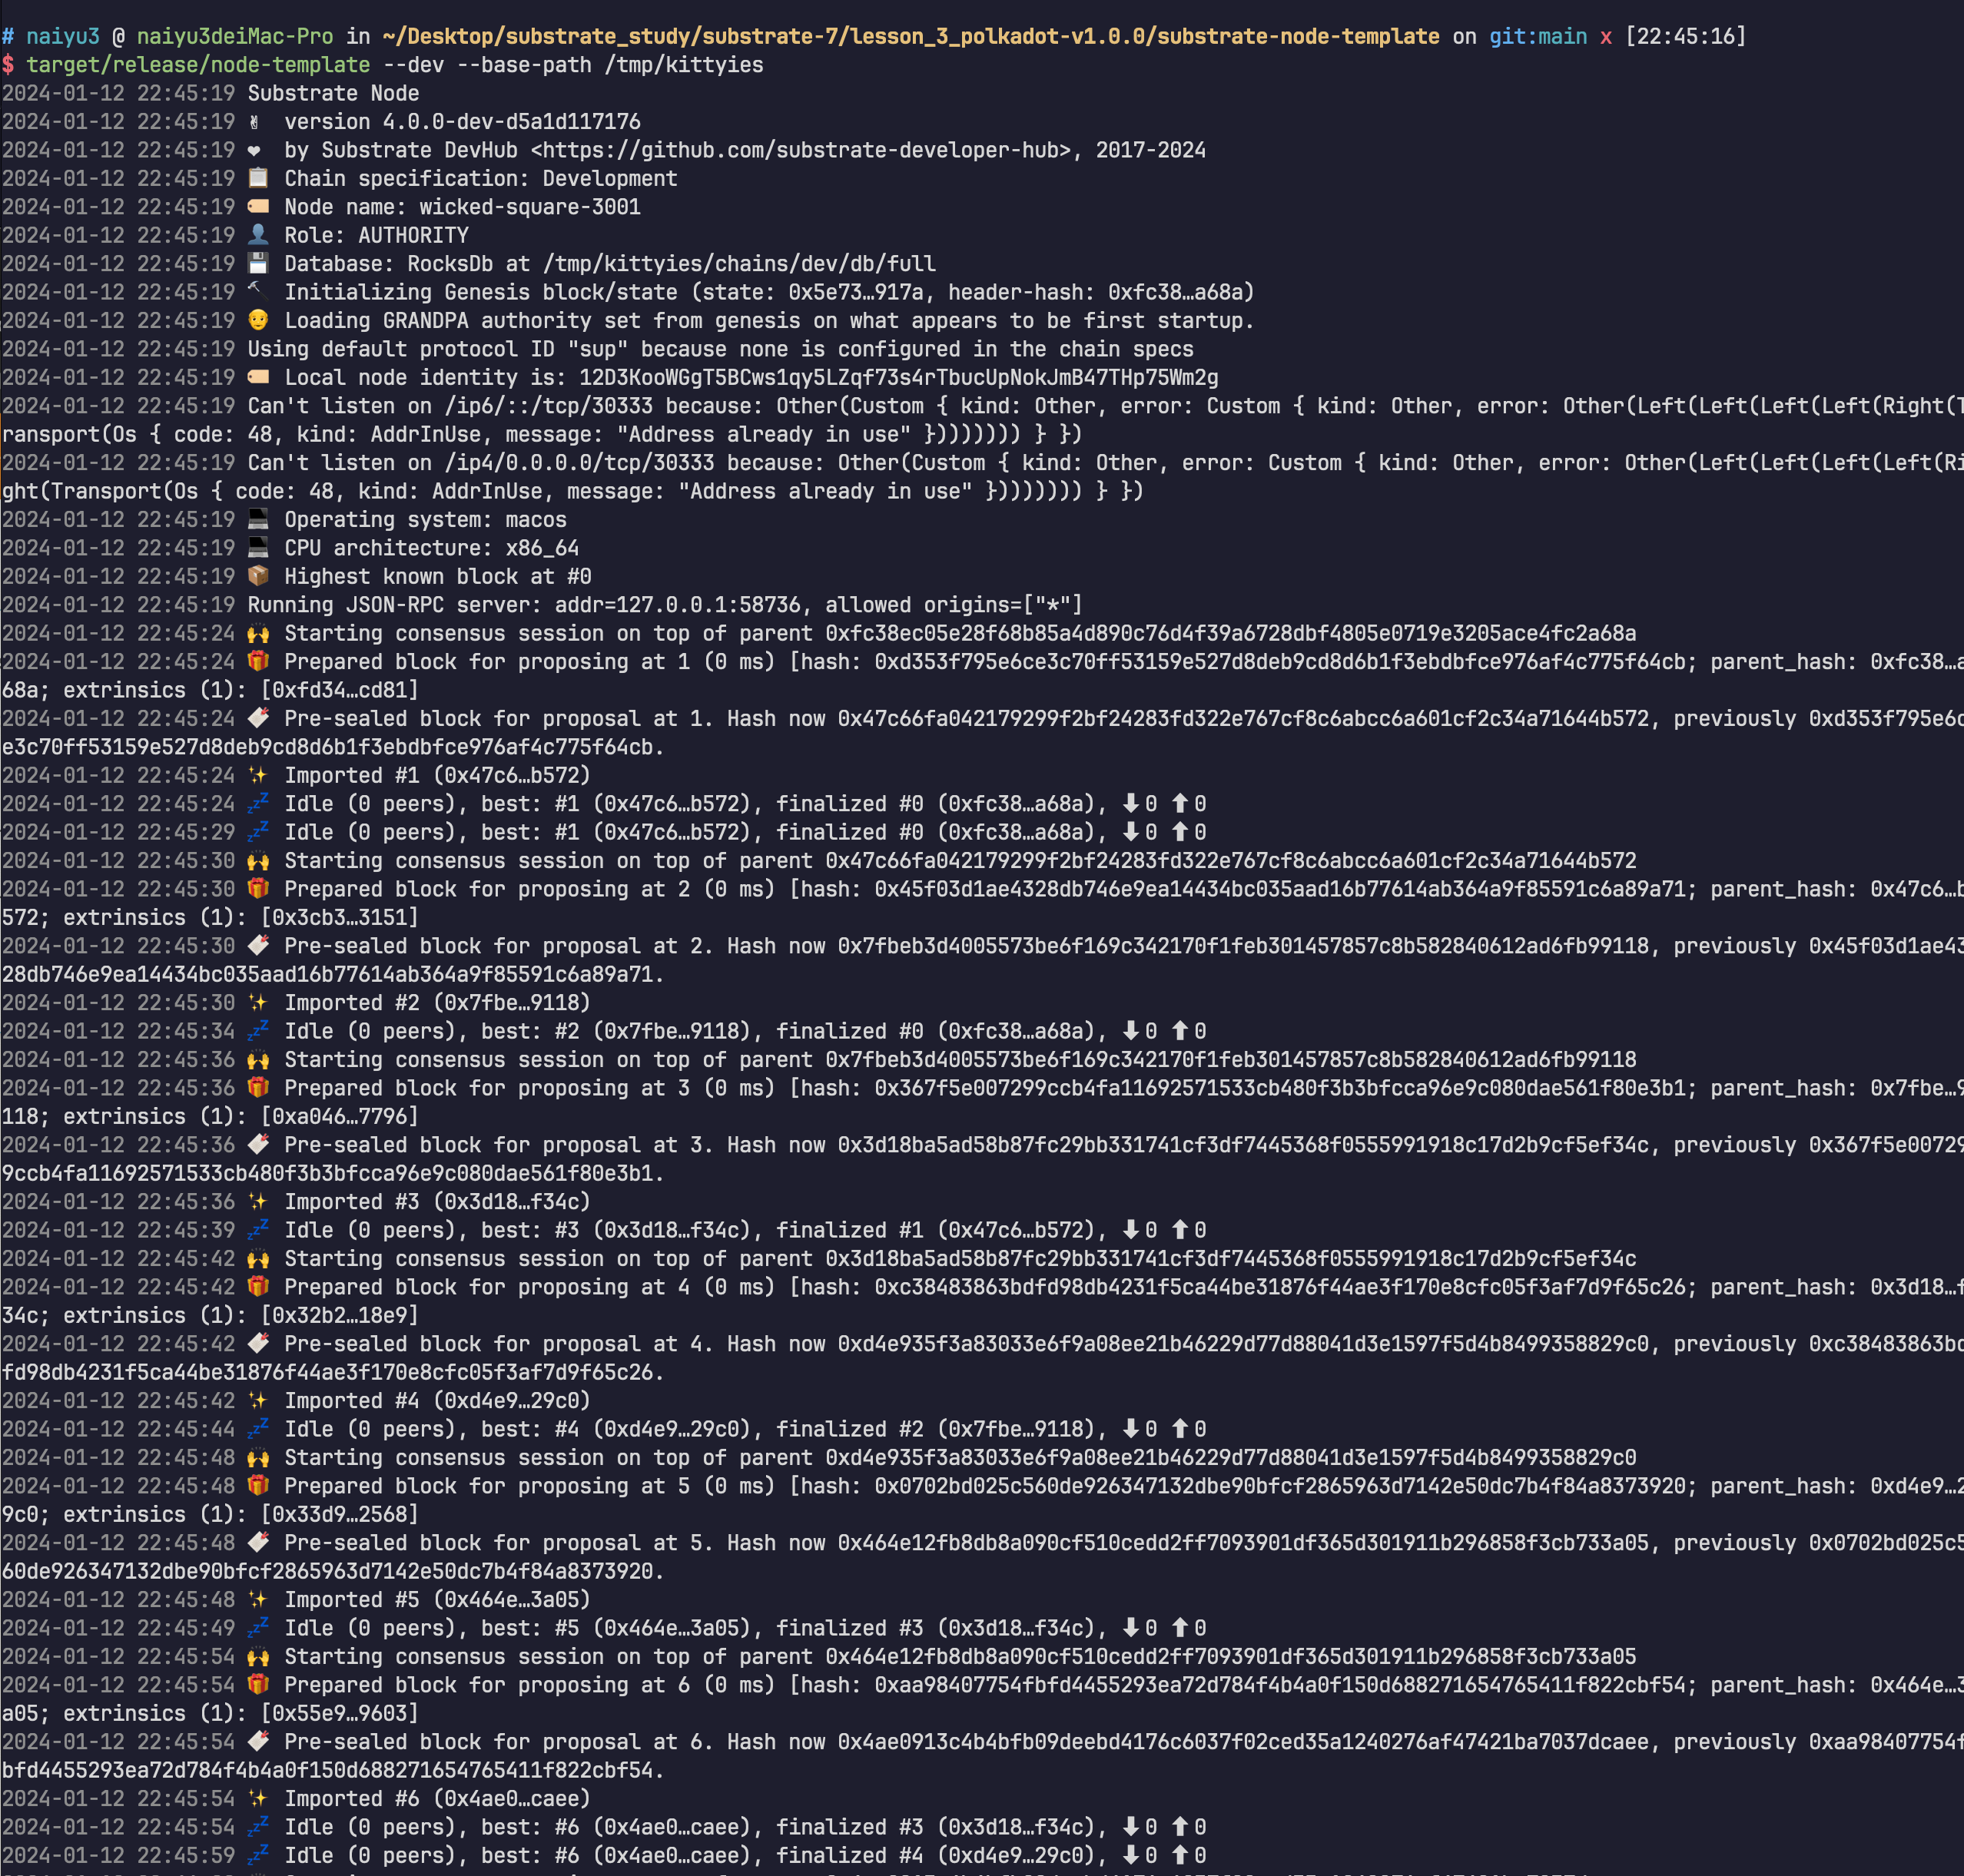 # naiyu3 @ naiyu3deiMac-Pro in ~/Desktop/substrate_study/substrate-7/lesson_3_polkadot-v1.0.0/substrate-node-template on git:main x [22:45:16]
$ target/release/node-template --dev --base-path /tmp/kittyies
2024-01-12 22:45:19 Substrate Node
2024-01-12 22:45:19 ✌️ version 4.0.0-dev-d5a1d117176
2024-01-12 22:45:19 ❤️ by Substrate DevHub <https://github.com/substrate-developer-hub>, 2017-2024
2024-01-12 22:45:19 📋 Chain specification: Development
2024-01-12 22:45:19 🏷 Node name: wicked-square-3001
2024-01-12 22:45:19 👤 Role: AUTHORITY
2024-01-12 22:45:19 💾 Database: RocksDb at /tmp/kittyies/chains/dev/db/full
2024-01-12 22:45:19 🔨 Initializing Genesis block/state (state: 0x5e73…917a, header-hash: 0xfc38…a68a)
2024-01-12 22:45:19 👴 Loading GRANDPA authority set from genesis on what appears to be first startup.
2024-01-12 22:45:19 Using default protocol ID "sup" because none is configured in the chain specs
2024-01-12 22:45:19 🏷 Local node identity is: 12D3KooWGgT5BCws1qy5LZqf73s4rTbucUpNokJmB47THp75Wm2g
2024-01-12 22:45:19 Can't listen on /ip6/::/tcp/30333 because: Other(Custom { kind: Other, error: Custom { kind: Other, error: Other(Left(Left(Left(Left(Right(T
ransport(Os { code: 48, kind: AddrInUse, message: "Address already in use" })))))))) } })
2024-01-12 22:45:19 Can't listen on /ip4/0.0.0.0/tcp/30333 because: Other(Custom { kind: Other, error: Custom { kind: Other, error: Other(Left(Left(Left(Left(Ri
ght(Transport(Os { code: 48, kind: AddrInUse, message: "Address already in use" })))))))) } })
2024-01-12 22:45:19 💻 Operating system: macos
2024-01-12 22:45:19 💻 CPU architecture: x86_64
2024-01-12 22:45:19 📦 Highest known block at #0
2024-01-12 22:45:19 Running JSON-RPC server: addr=127.0.0.1:58736, allowed origins=["*"]
2024-01-12 22:45:24 🙌 Starting consensus session on top of parent 0xfc38ec05e28f68b85a4d890c76d4f39a6728dbf4805e0719e3205ace4fc2a68a
2024-01-12 22:45:24 🎁 Prepared block for proposing at 1 (0 ms) [hash: 0xd353f795e6ce3c70ff53159e527d8deb9cd8d6b1f3ebdbfce976af4c775f64cb; parent_hash: 0xfc38…a
68a; extrinsics (1): [0xfd34…cd81]
2024-01-12 22:45:24 🔖 Pre-sealed block for proposal at 1. Hash now 0x47c66fa042179299f2bf24283fd322e767cf8c6abcc6a601cf2c34a71644b572, previously 0xd353f795e6c
e3c70ff53159e527d8deb9cd8d6b1f3ebdbfce976af4c775f64cb.
2024-01-12 22:45:24 ✨ Imported #1 (0x47c6…b572)
2024-01-12 22:45:24 💤 Idle (0 peers), best: #1 (0x47c6…b572), finalized #0 (0xfc38…a68a), ⬇ 0 ⬆ 0
2024-01-12 22:45:29 💤 Idle (0 peers), best: #1 (0x47c6…b572), finalized #0 (0xfc38…a68a), ⬇ 0 ⬆ 0
2024-01-12 22:45:30 🙌 Starting consensus session on top of parent 0x47c66fa042179299f2bf24283fd322e767cf8c6abcc6a601cf2c34a71644b572
2024-01-12 22:45:30 🎁 Prepared block for proposing at 2 (0 ms) [hash: 0x45f03d1ae4328db746e9ea14434bc035aad16b77614ab364a9f85591c6a89a71; parent_hash: 0x47c6…b
572; extrinsics (1): [0x3cb3…3151]
2024-01-12 22:45:30 🔖 Pre-sealed block for proposal at 2. Hash now 0x7fbeb3d4005573be6f169c342170f1feb301457857c8b582840612ad6fb99118, previously 0x45f03d1ae43
28db746e9ea14434bc035aad16b77614ab364a9f85591c6a89a71.
2024-01-12 22:45:30 ✨ Imported #2 (0x7fbe…9118)
2024-01-12 22:45:34 💤 Idle (0 peers), best: #2 (0x7fbe…9118), finalized #0 (0xfc38…a68a), ⬇ 0 ⬆ 0
2024-01-12 22:45:36 🙌 Starting consensus session on top of parent 0x7fbeb3d4005573be6f169c342170f1feb301457857c8b582840612ad6fb99118
2024-01-12 22:45:36 🎁 Prepared block for proposing at 3 (0 ms) [hash: 0x367f5e007299ccb4fa11692571533cb480f3b3bfcca96e9c080dae561f80e3b1; parent_hash: 0x7fbe…9
118; extrinsics (1): [0xa046…7796]
2024-01-12 22:45:36 🔖 Pre-sealed block for proposal at 3. Hash now 0x3d18ba5ad58b87fc29bb331741cf3df7445368f0555991918c17d2b9cf5ef34c, previously 0x367f5e00729
9ccb4fa11692571533cb480f3b3bfcca96e9c080dae561f80e3b1.
2024-01-12 22:45:36 ✨ Imported #3 (0x3d18…f34c)
2024-01-12 22:45:39 💤 Idle (0 peers), best: #3 (0x3d18…f34c), finalized #1 (0x47c6…b572), ⬇ 0 ⬆ 0
2024-01-12 22:45:42 🙌 Starting consensus session on top of parent 0x3d18ba5ad58b87fc29bb331741cf3df7445368f0555991918c17d2b9cf5ef34c
2024-01-12 22:45:42 🎁 Prepared block for proposing at 4 (0 ms) [hash: 0xc38483863bdfd98db4231f5ca44be31876f44ae3f170e8cfc05f3af7d9f65c26; parent_hash: 0x3d18…f
34c; extrinsics (1): [0x32b2…18e9]
2024-01-12 22:45:42 🔖 Pre-sealed block for proposal at 4. Hash now 0xd4e935f3a83033e6f9a08ee21b46229d77d88041d3e1597f5d4b8499358829c0, previously 0xc38483863bd
fd98db4231f5ca44be31876f44ae3f170e8cfc05f3af7d9f65c26.
2024-01-12 22:45:42 ✨ Imported #4 (0xd4e9…29c0)
2024-01-12 22:45:44 💤 Idle (0 peers), best: #4 (0xd4e9…29c0), finalized #2 (0x7fbe…9118), ⬇ 0 ⬆ 0
2024-01-12 22:45:48 🙌 Starting consensus session on top of parent 0xd4e935f3a83033e6f9a08ee21b46229d77d88041d3e1597f5d4b8499358829c0
2024-01-12 22:45:48 🎁 Prepared block for proposing at 5 (0 ms) [hash: 0x0702bd025c560de926347132dbe90bfcf2865963d7142e50dc7b4f84a8373920; parent_hash: 0xd4e9…2
9c0; extrinsics (1): [0x33d9…2568]
2024-01-12 22:45:48 🔖 Pre-sealed block for proposal at 5. Hash now 0x464e12fb8db8a090cf510cedd2ff7093901df365d301911b296858f3cb733a05, previously 0x0702bd025c5
60de926347132dbe90bfcf2865963d7142e50dc7b4f84a8373920.
2024-01-12 22:45:48 ✨ Imported #5 (0x464e…3a05)
2024-01-12 22:45:49 💤 Idle (0 peers), best: #5 (0x464e…3a05), finalized #3 (0x3d18…f34c), ⬇ 0 ⬆ 0
2024-01-12 22:45:54 🙌 Starting consensus session on top of parent 0x464e12fb8db8a090cf510cedd2ff7093901df365d301911b296858f3cb733a05
2024-01-12 22:45:54 🎁 Prepared block for proposing at 6 (0 ms) [hash: 0xaa98407754fbfd4455293ea72d784f4b4a0f150d688271654765411f822cbf54; parent_hash: 0x464e…3
a05; extrinsics (1): [0x55e9…9603]
2024-01-12 22:45:54 🔖 Pre-sealed block for proposal at 6. Hash now 0x4ae0913c4b4bfb09deebd4176c6037f02ced35a1240276af47421ba7037dcaee, previously 0xaa98407754f
bfd4455293ea72d784f4b4a0f150d688271654765411f822cbf54.
2024-01-12 22:45:54 ✨ Imported #6 (0x4ae0…caee)
2024-01-12 22:45:54 💤 Idle (0 peers), best: #6 (0x4ae0…caee), finalized #3 (0x3d18…f34c), ⬇ 0 ⬆ 0
2024-01-12 22:45:59 💤 Idle (0 peers), best: #6 (0x4ae0…caee), finalized #4 (0xd4e9…29c0), ⬇ 0 ⬆ 0